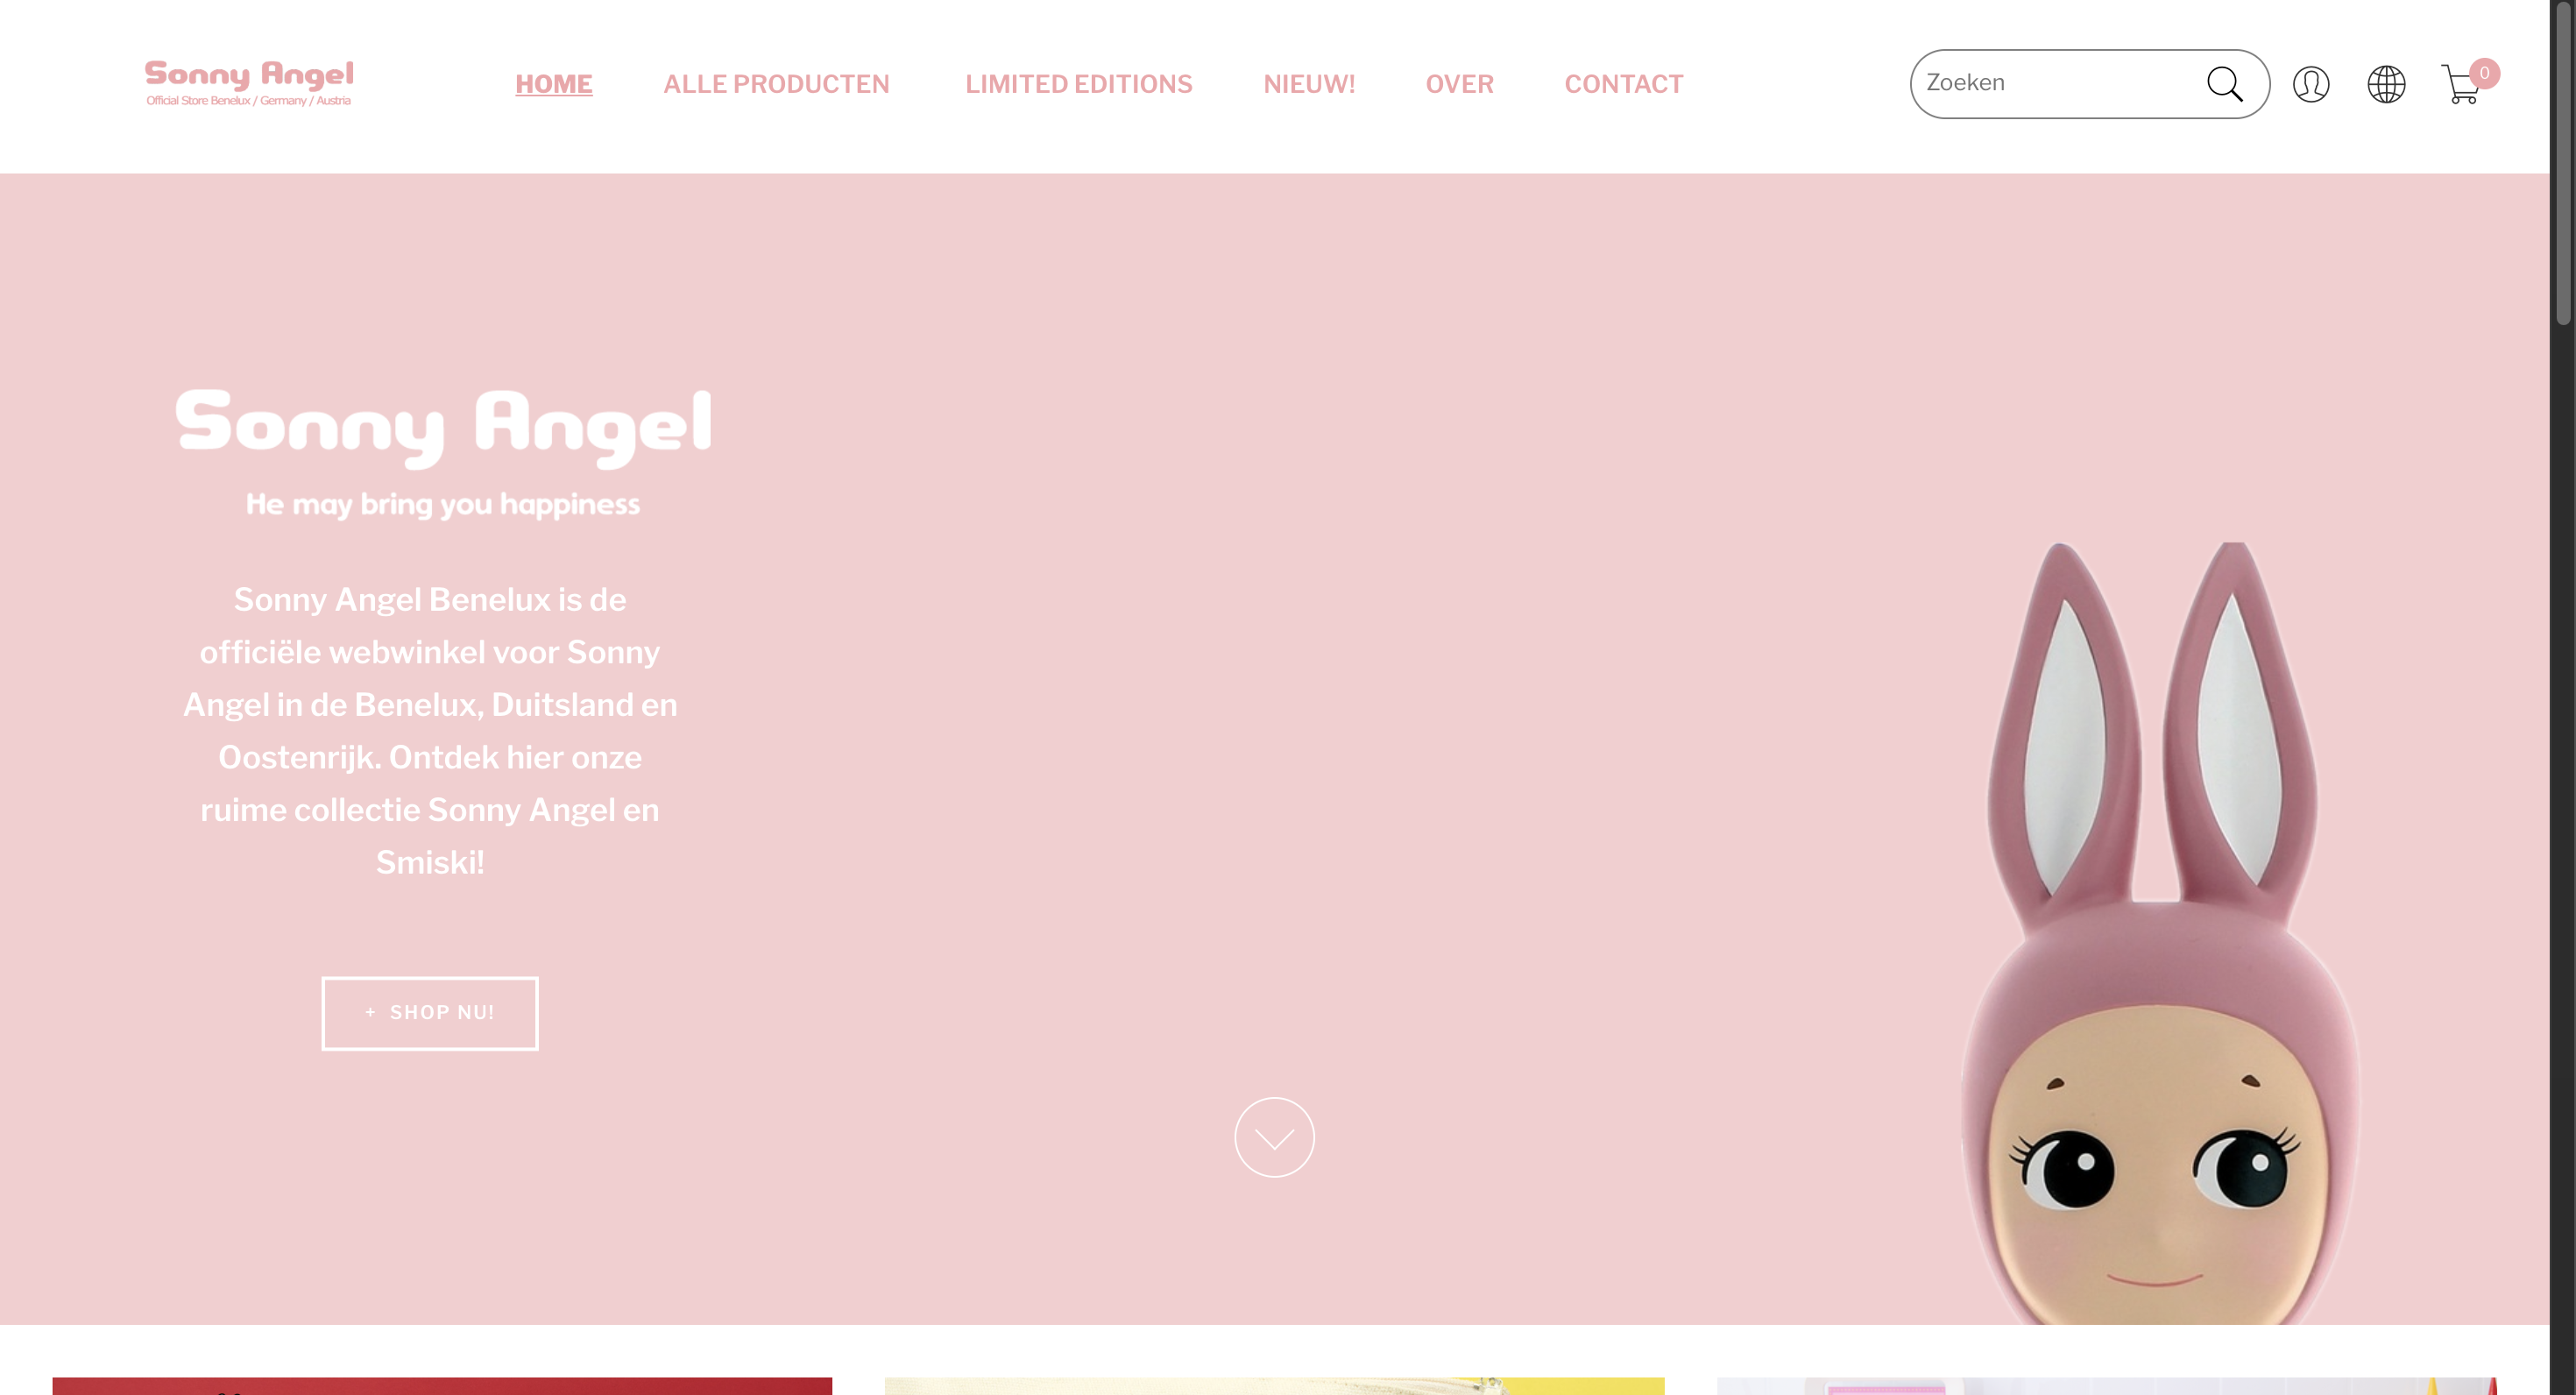 Sonny Angel
Official Store Benelux / Germany / Austria
HOME
ALLE PRODUCTEN
LIMITED EDITIONS
NIEUW!
OVER
CONTACT
Zoeken
0
Sonny Angel
He may bring you happiness
Sonny Angel Benelux is de
officiële webwinkel voor Sonny
Angel in de Benelux, Duitsland en
Oostenrijk. Ontdek hier onze
ruime collectie Sonny Angel en
Smiski!
+ SHOP NU!